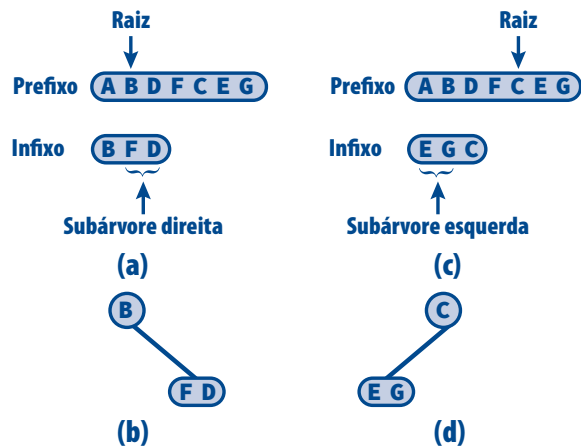 Raiz
Prefixo A B D F C E G
Infixo B F D
Subárvore direita
(a)
B
F D
(b)
Raiz
Prefixo A B D F C E G
Infixo E G C
Subárvore esquerda
(c)
C
E G
(d)